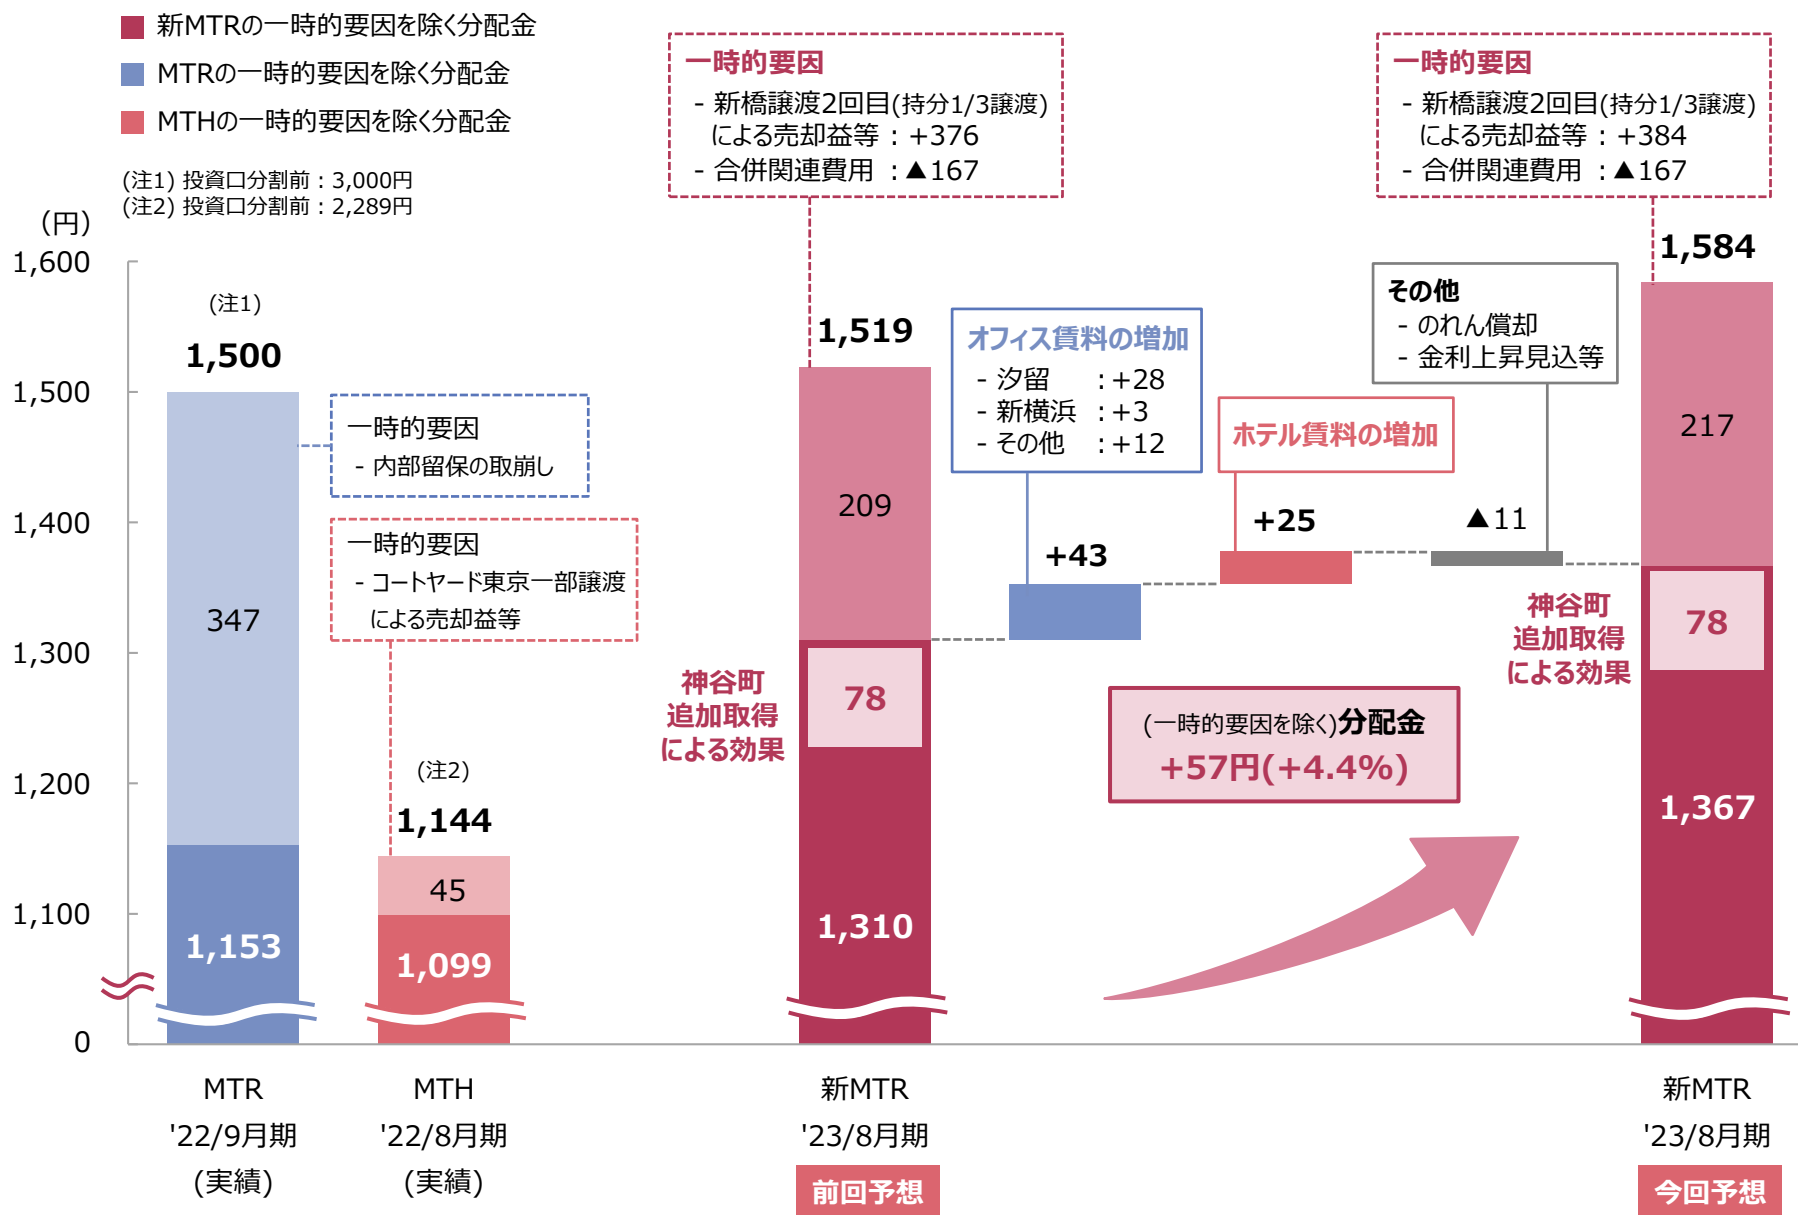 新MTRの一時的要因を除く分配金
MTRの一時的要因を除く分配金
MTHの一時的要因を除く分配金
(注1) 投資口分割前：3,000円
(注2) 投資口分割前：2,289円
(円)
1,600
1,500
1,400
1,300
1,200
1,100
0
(注1)
1,500
347
1,153
一時的要因
- 内部留保の取崩し
一時的要因
- コートヤード東京一部譲渡
による売却益等
(注2)
1,144
45
1,099
一時的要因
- 新橋譲渡2回目(持分1/3譲渡)
による売却益等：+376
- 合併関連費用 ：▲167
1,519
209
神谷町
追加取得
による効果
78
1,310
オフィス賃料の増加
- 汐留 ：+28
- 新横浜 ：+3
- その他 ：+12
+43
ホテル賃料の増加
+25
その他
- のれん償却
- 金利上昇見込等
▲11
(一時的要因を除く)分配金
+57円(+4.4%)
一時的要因
- 新橋譲渡2回目(持分1/3譲渡)
による売却益等：+384
- 合併関連費用 ：▲167
1,584
217
神谷町
追加取得
による効果
78
1,367
MTR
'22/9月期
(実績)
MTH
'22/8月期
(実績)
新MTR
'23/8月期
前回予想
新MTR
'23/8月期
今回予想